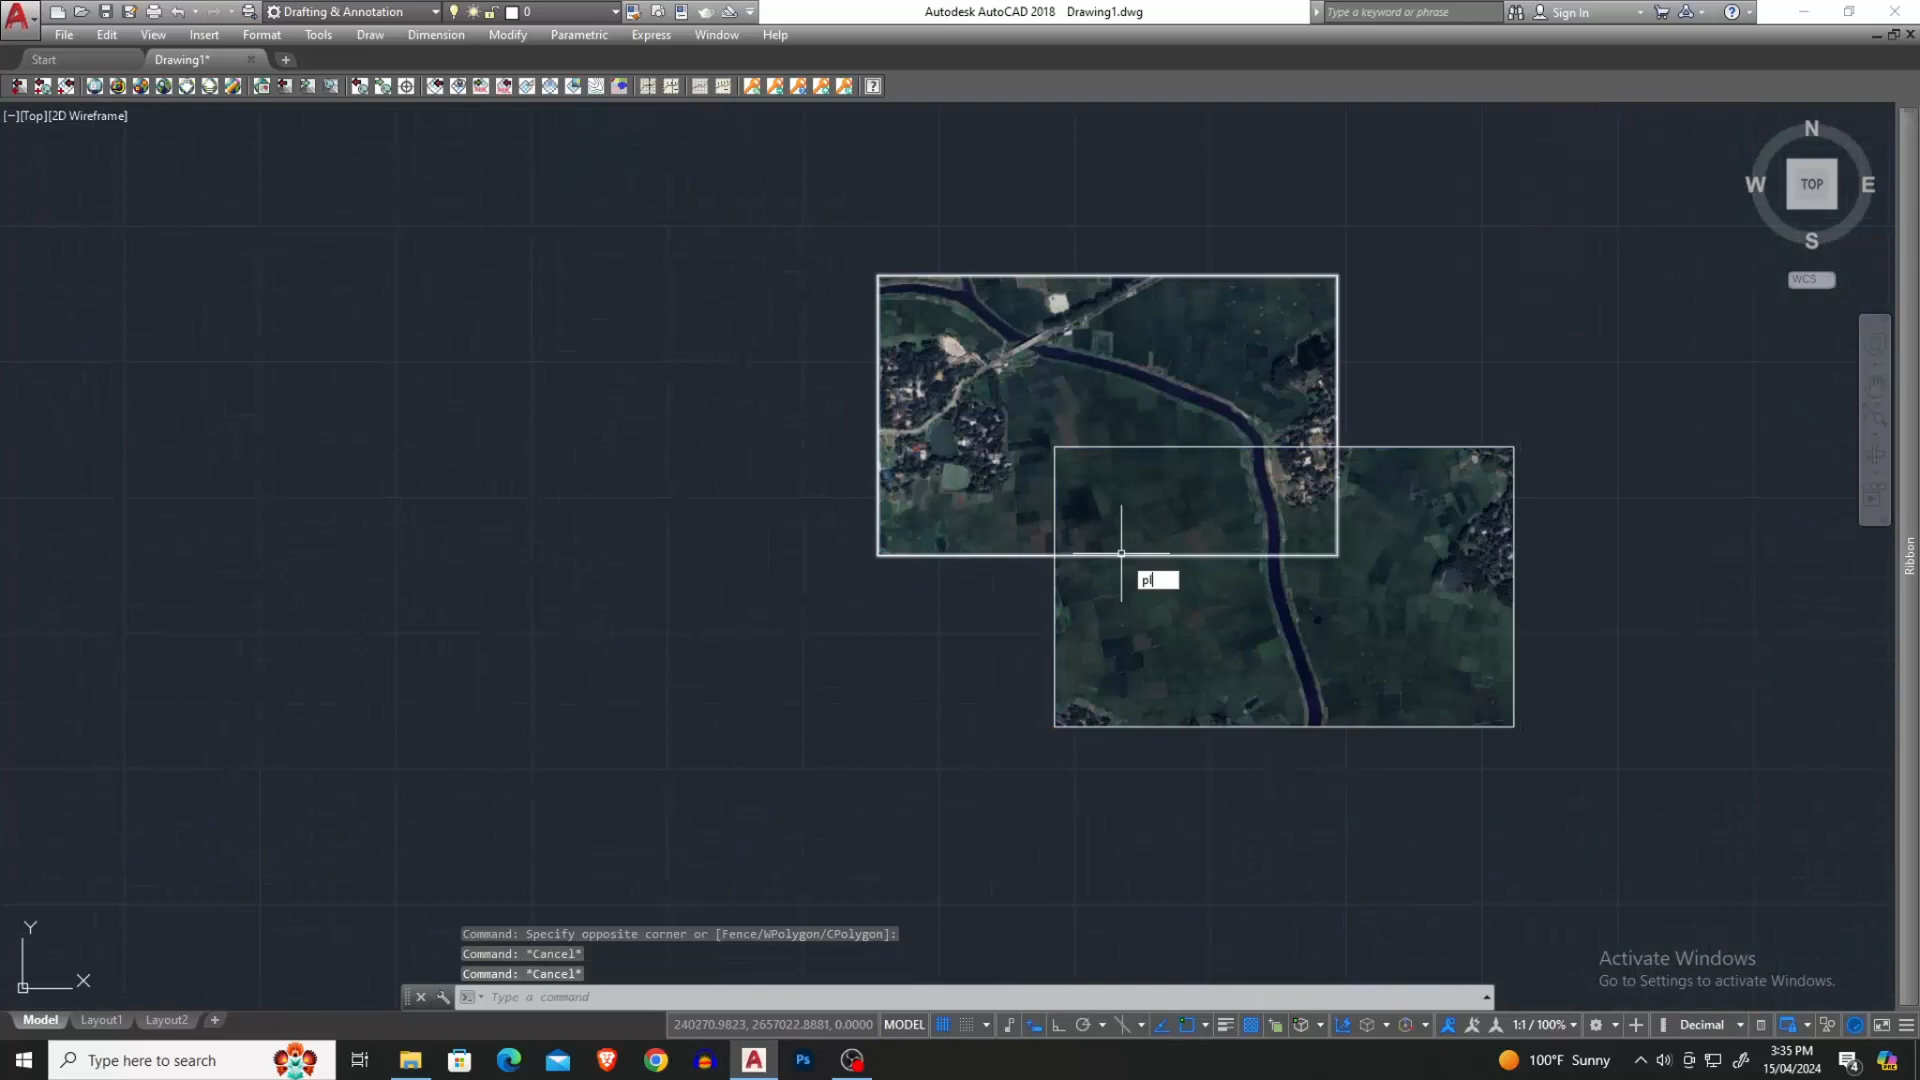 Drafting & Annotation
0
Autodesk AutoCAD 2018 Drawing1.dwg
Type a keyword or phrase
Sign In
File Edit View Insert Format Tools Draw Dimension Modify Parametric Express Window Help
Start
Drawing1*
[−][Top][2D Wireframe]
N
W
TOP
E
S
WCS
Ribbon
pl
Y
X
Command: Specify opposite corner or [Fence/WPolygon/CPolygon]:
Command: *Cancel*
Command: *Cancel*
Type a command
Activate Windows
Go to Settings to activate Windows.
Model Layout1 Layout2
240270.9823, 2657022.8881, 0.0000 MODEL
1:1 / 100%
Decimal
Type here to search
Ps
100°F Sunny
3:35 PM
15/04/2024
4